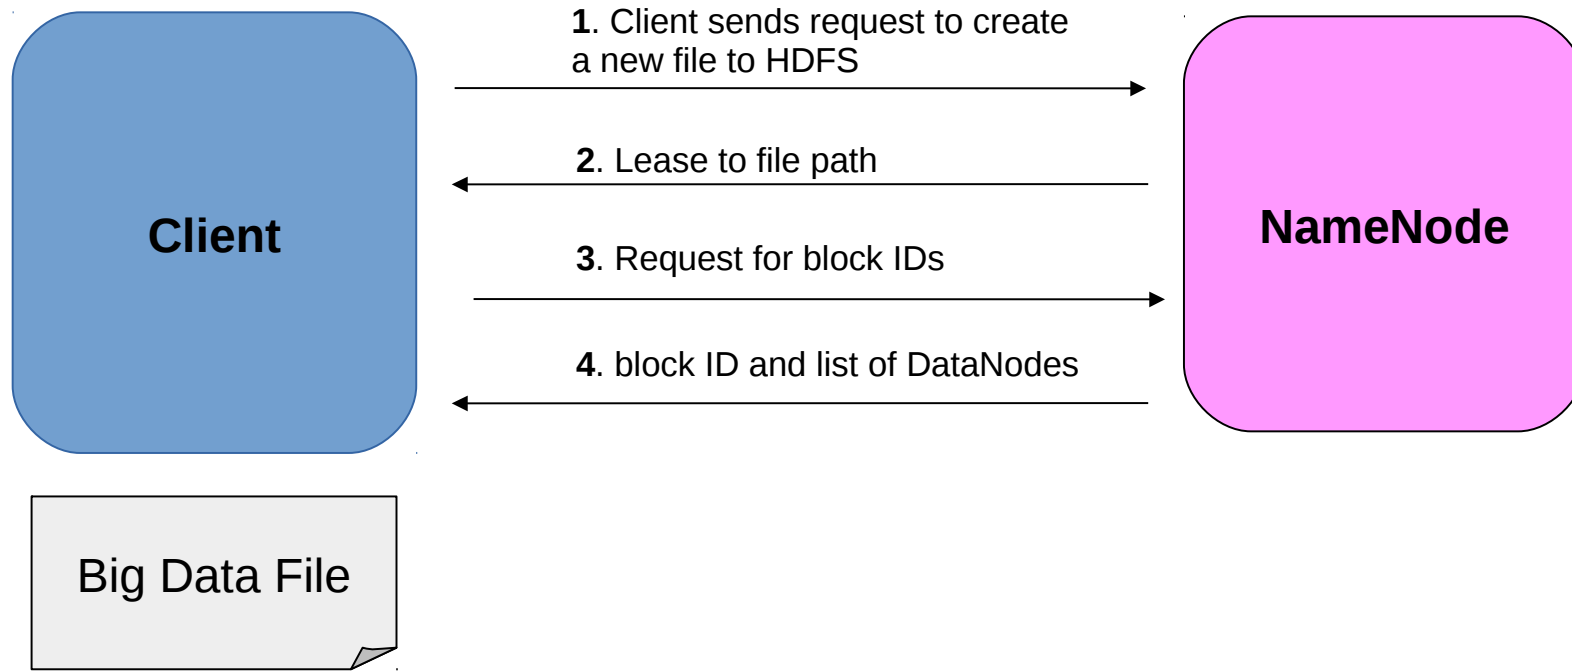 1. Client sends request to create
a new file to HDFS
2. Lease to file path
Client
NameNode
3. Request for block IDs
4. block ID and list of DataNodes
Big Data File